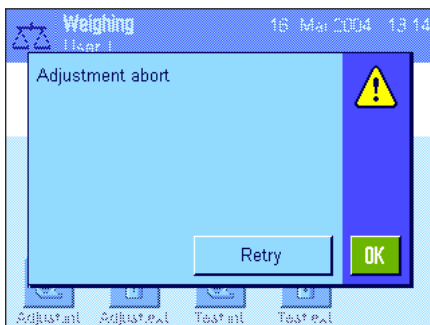 Weighing 16. Mar 2004 13:14
User 1
Adjustment abort
Retry
OK
Adjust.int Adjust.ext Test int Test ext